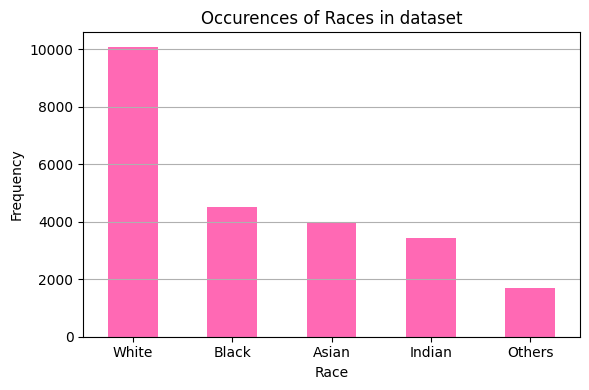 Occurences of Races in dataset
10000
8000
6000
4000
2000
0
Frequency
White Black Asian Indian Others
Race